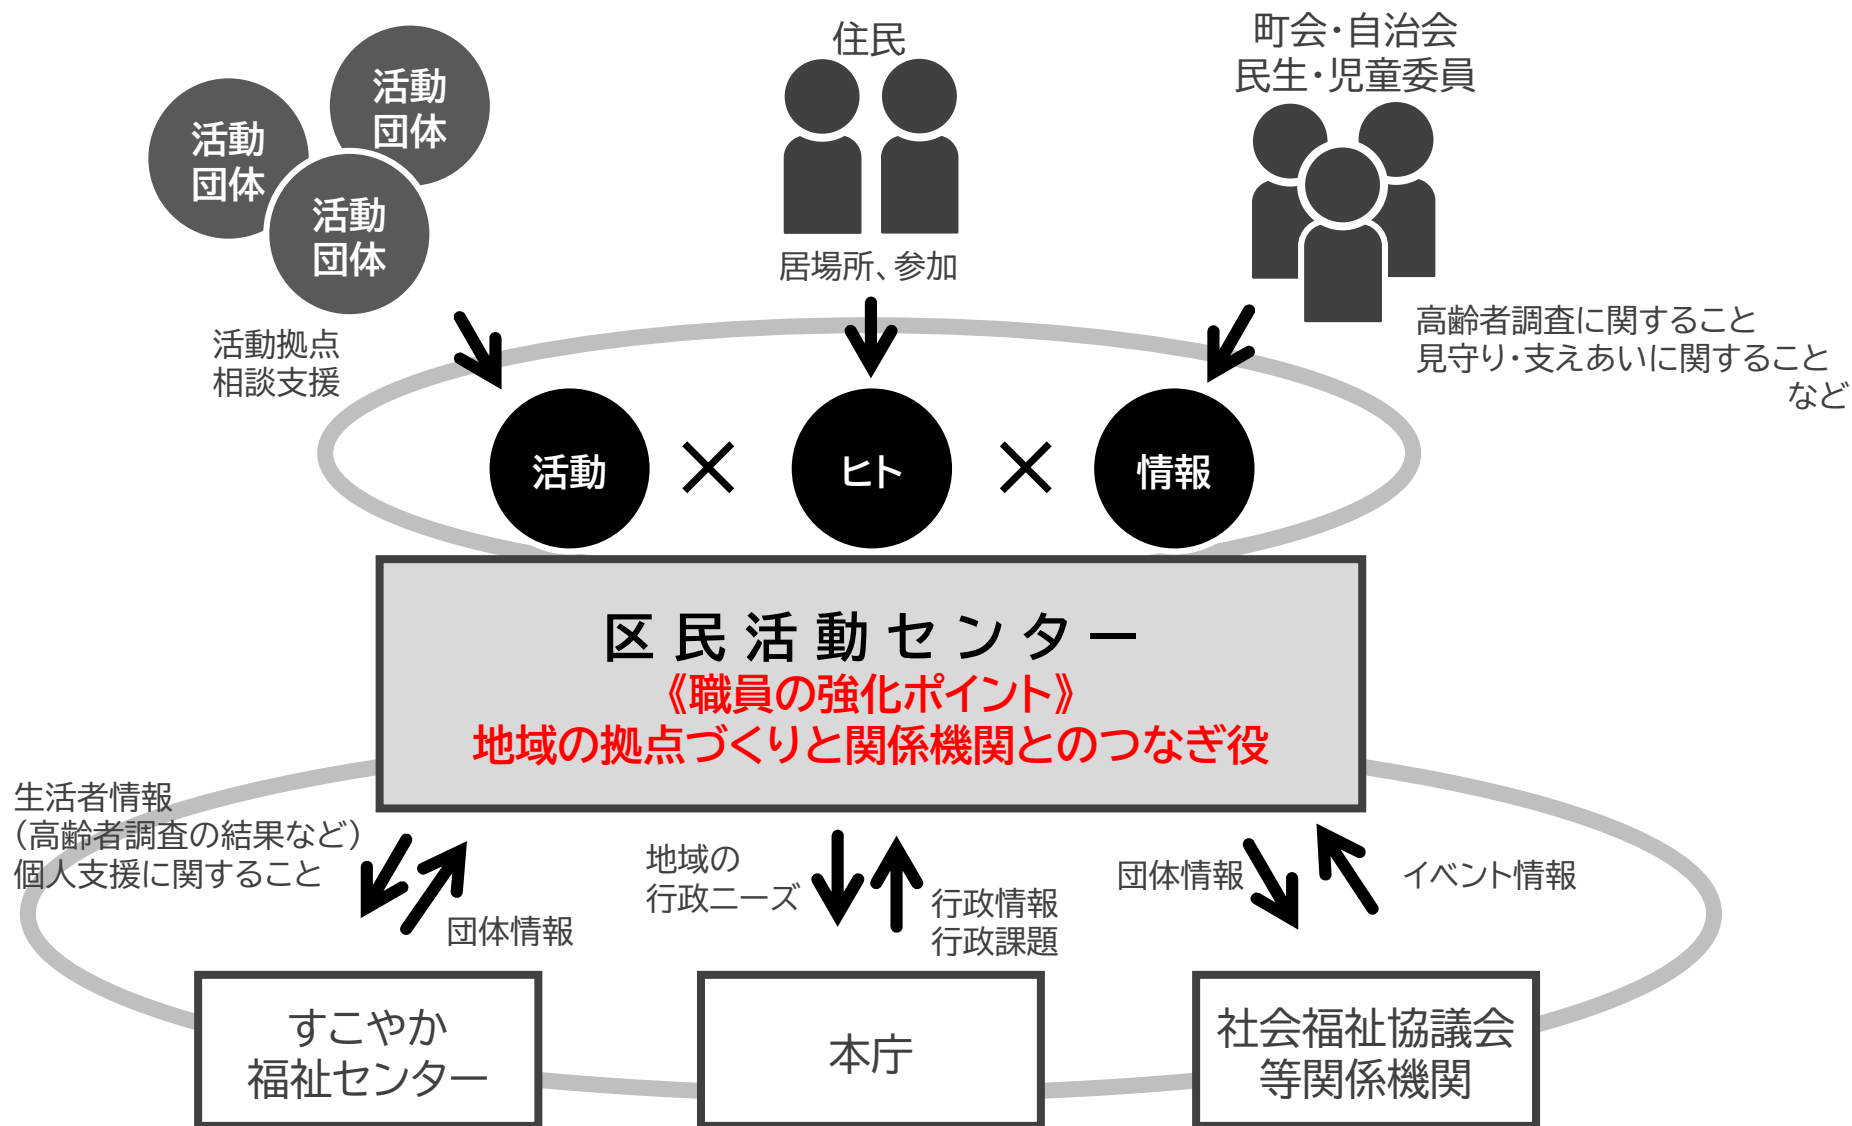 活動
団体
活動
団体
活動
団体
住民
町会・自治会
民生・児童委員
居場所、参加
活動拠点
相談支援
高齢者調査に関すること
見守り・支えあいに関すること
など
活動
×
ヒト
×
情報
区民活動センター
《職員の強化ポイント》
地域の拠点づくりと関係機関とのつなぎ役
生活者情報
（高齢者調査の結果など）
個人支援に関すること
団体情報
地域の
行政ニーズ
行政情報
行政課題
団体情報
イベント情報
すこやか
福祉センター
本庁
社会福祉協議会
等関係機関